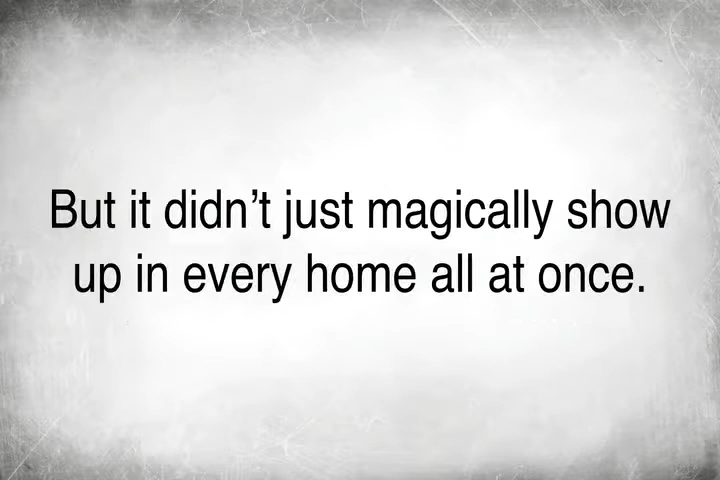 But it didn’t just magically show
up in every home all at once.